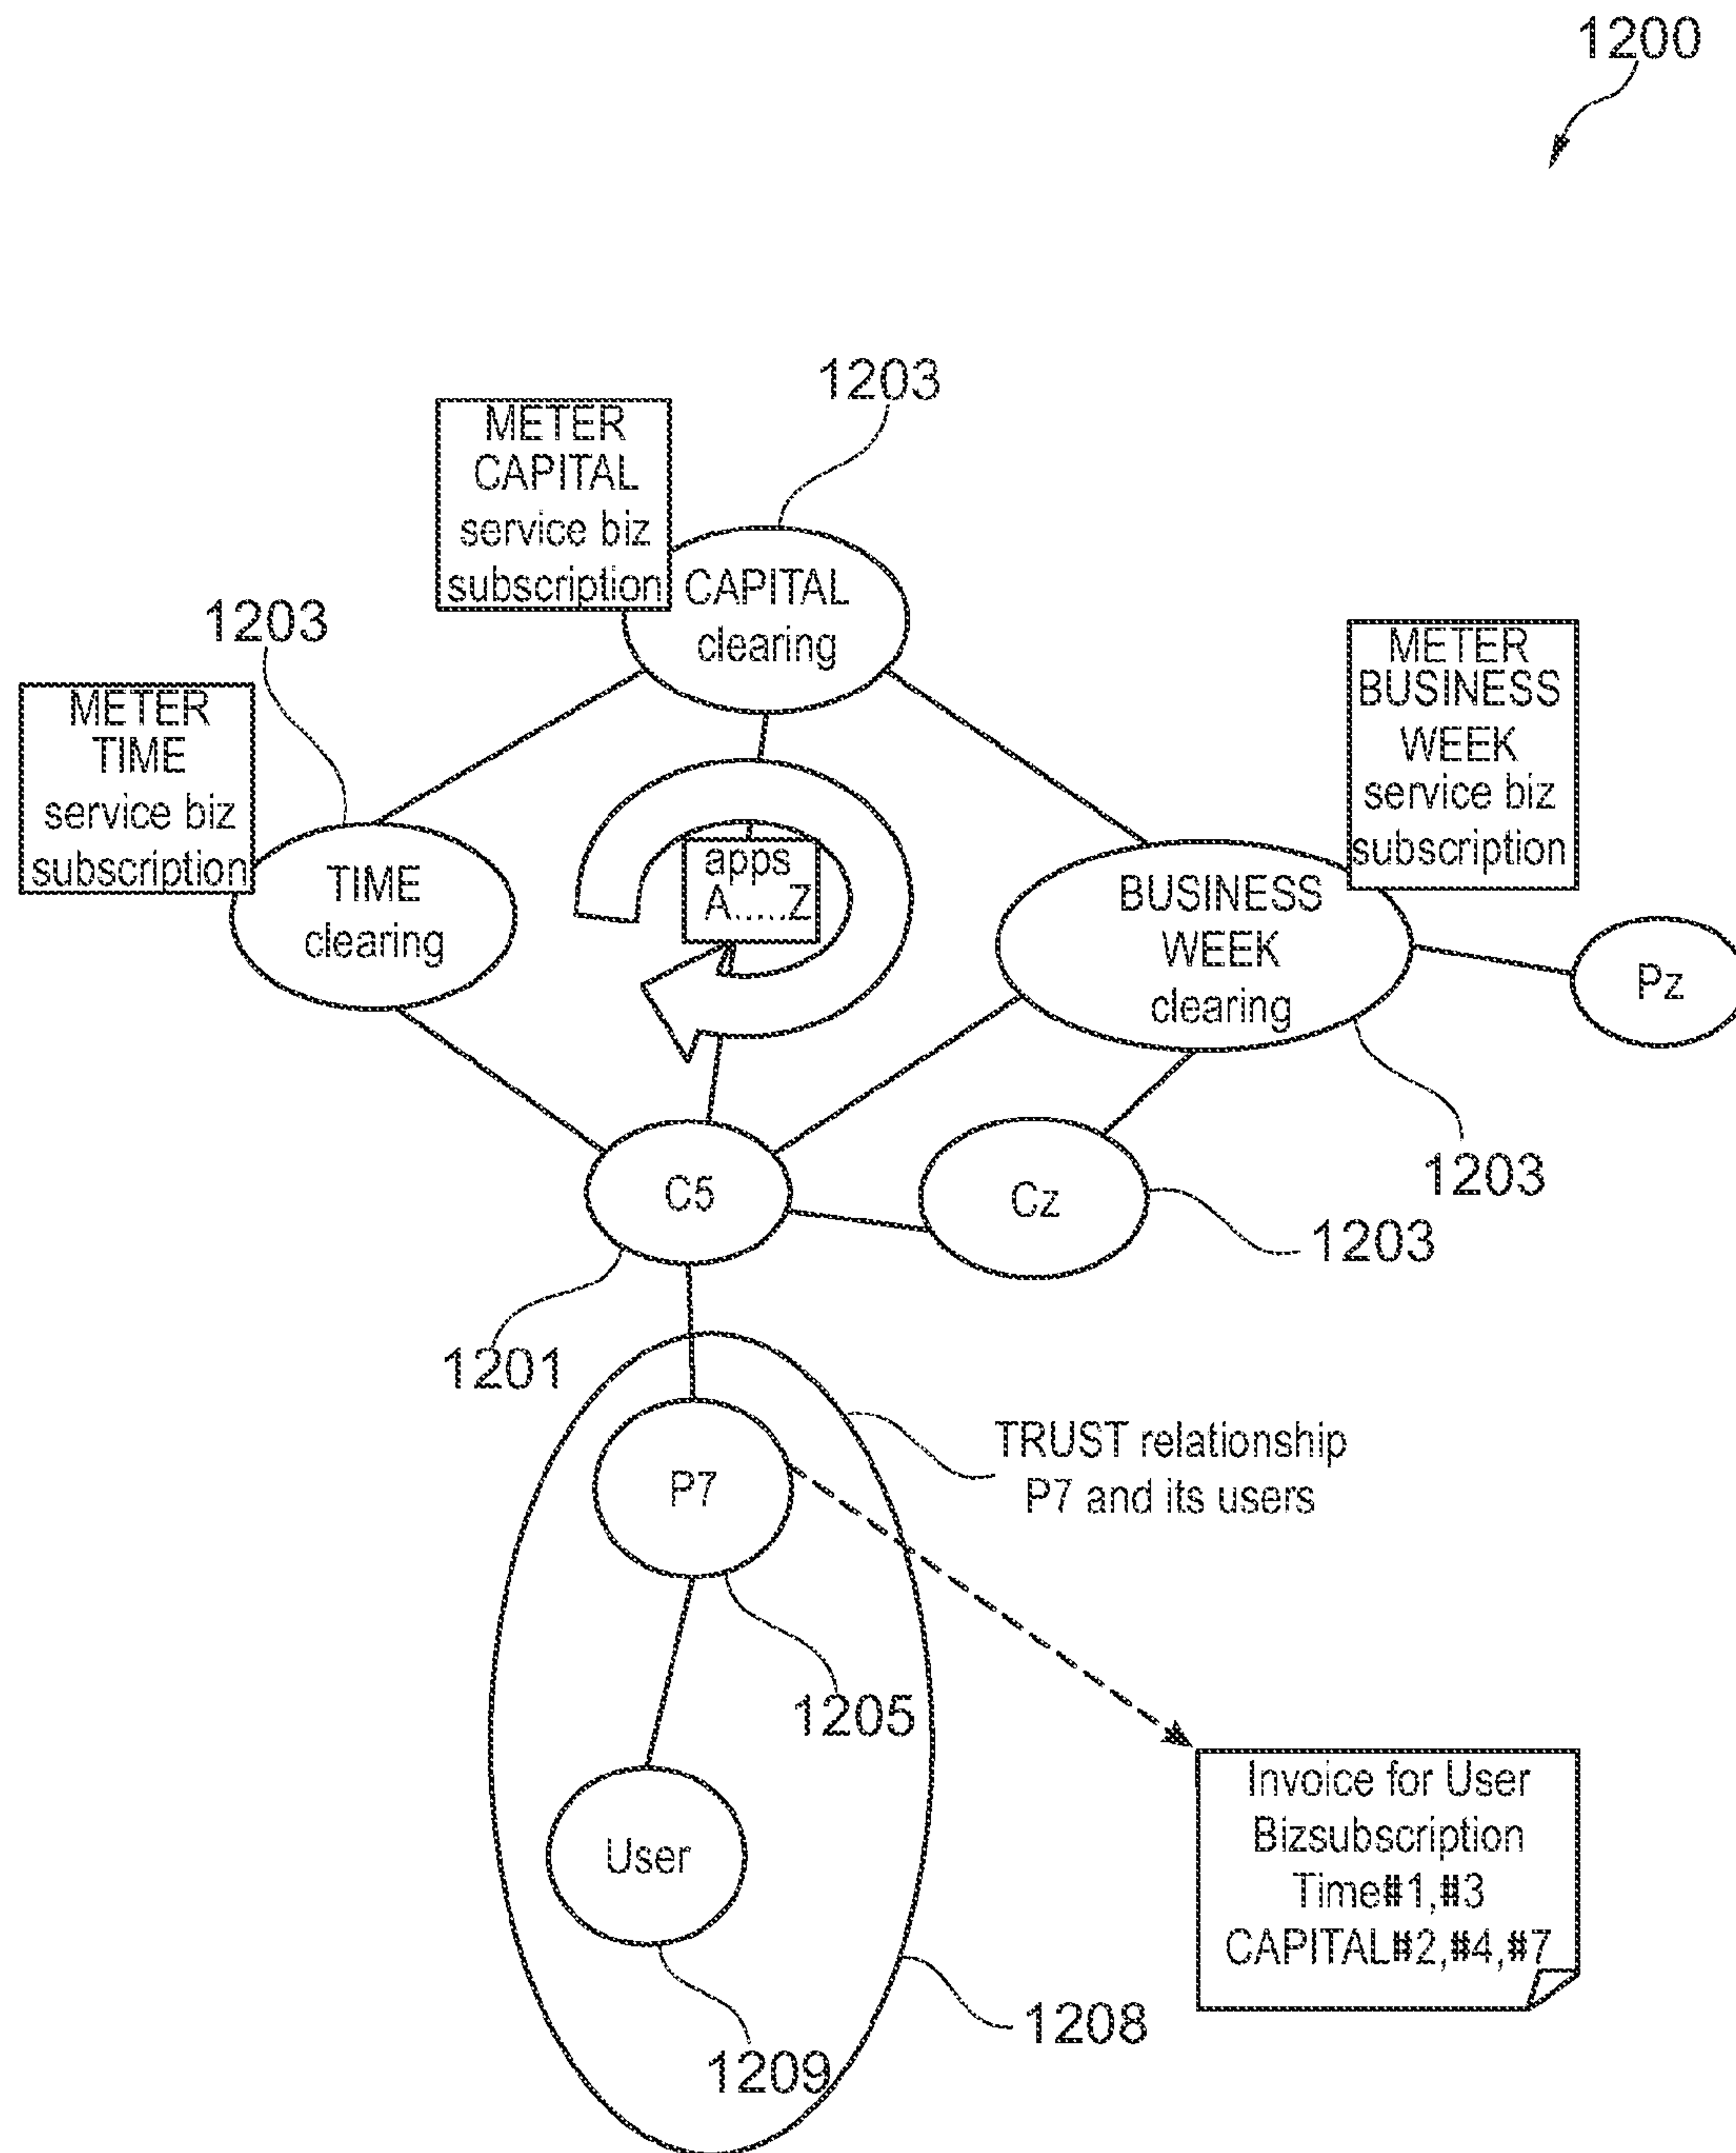 1200
1203
METER
CAPITAL
service biz
subscription
CAPITAL
clearing
1203
METER
TIME
service biz
subscription
TIME
clearing
METER
BUSINESS
WEEK
service biz
subscription
apps
A.....Z
BUSINESS
WEEK
clearing
Pz
1203
C5
Cz
1203
1201
TRUST relationship
P7 and its users
P7
1205
Invoice for User
Bizsubscription
Time#1,#3
CAPITAL#2,#4,#7
User
1208
1209